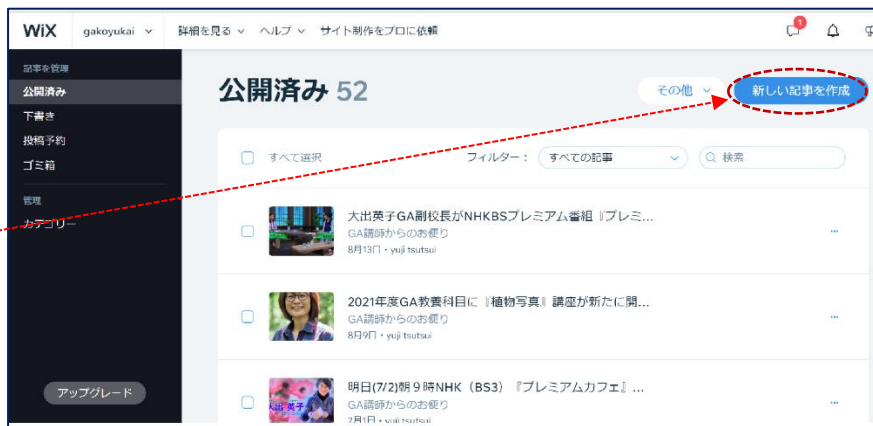 WiX gakoyukai 詳細を見る ヘルプ サイト制作をプロに依頼 1
記事を管理
公開済み
下書き
投稿予約
ゴミ箱
管理
カテゴリー
アップグレード
公開済み 52
その他
新しい記事を作成
すべて選択
フィルター： すべての記事
検索
大出英子GA副校長がNHKBSプレミアム番組『プレミ...
GA講師からのお便り
8月13日・yuji tsutsui
2021年度GA教養科目に『植物写真』講座が新たに開...
GA講師からのお便り
8月9日・yuji tsutsui
明日(7/2)朝９時NHK（BS3）『プレミアムカフェ』...
GA講師からのお便り
7月1日・yuji tsutsui